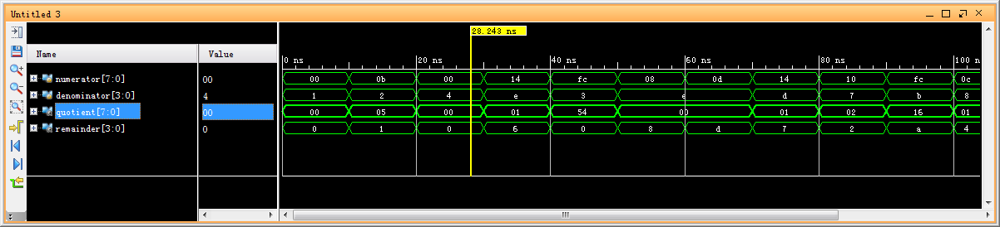 Untitled 3
28.243 ns
Name Value
0 ns 20 ns 40 ns 60 ns 80 ns 100 n
numerator[7:0] 00 00 0b 00 14 fc 08 0d 14 10 fc 0c
denominator[3:0] 4 1 2 4 e 3 e d 7 b 8
quotient[7:0] 00 00 05 00 01 54 00 01 02 16 01
remainder[3:0] 0 0 1 0 6 0 8 d 7 2 a 4